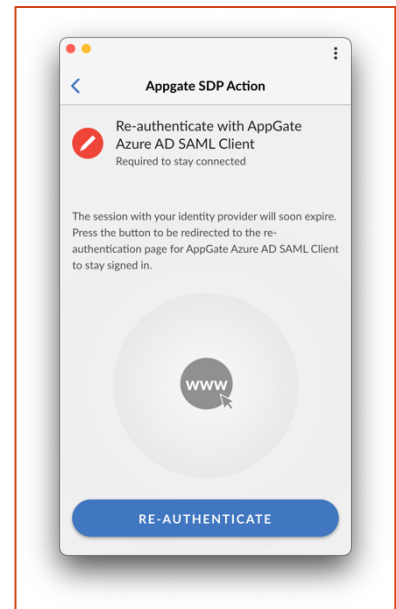 Appgate SDP Action
Re-authenticate with AppGate
Azure AD SAML Client
Required to stay connected
The session with your identity provider will soon expire.
Press the button to be redirected to the re-
authentication page for AppGate Azure AD SAML Client
to stay signed in.
www
RE-AUTHENTICATE